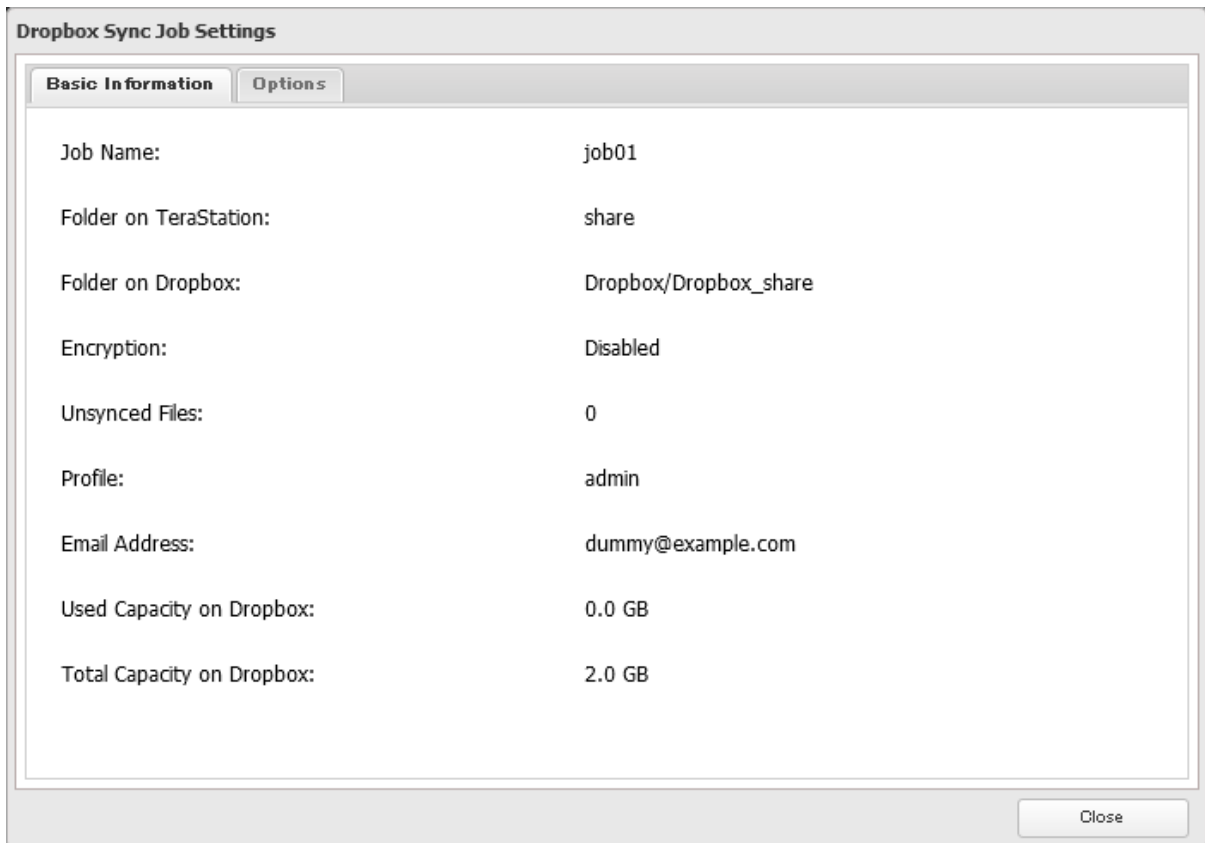 Dropbox Sync Job Settings
Basic Information Options
Job Name: job01
Folder on TeraStation: share
Folder on Dropbox: Dropbox/Dropbox_share
Encryption: Disabled
Unsynced Files: 0
Profile: admin
Email Address: dummy@example.com
Used Capacity on Dropbox: 0.0 GB
Total Capacity on Dropbox: 2.0 GB
Close